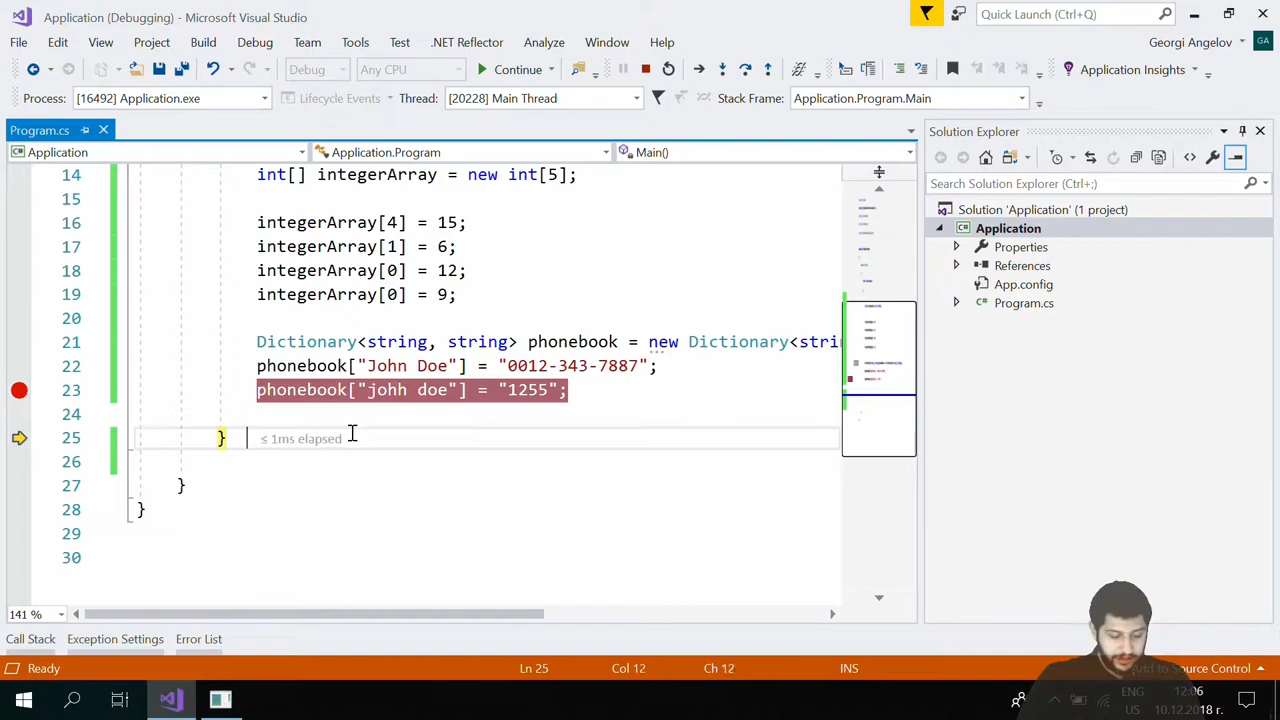 Application (Debugging) - Microsoft Visual Studio
Quick Launch (Ctrl+Q)
File Edit View Project Build Debug Team Tools Test .NET Reflector Analyze Window Help
Georgi Angelov GA
Debug Any CPU Continue Application Insights
Process: [16492] Application.exe Lifecycle Events Thread: [20228] Main Thread Stack Frame: Application.Program.Main
Program.cs
Application Application.Program Main()
14 int[] integerArray = new int[5];
15
16 integerArray[4] = 15;
17 integerArray[1] = 6;
18 integerArray[0] = 12;
19 integerArray[0] = 9;
20
21 Dictionary<string, string> phonebook = new Dictionary<stri
22 phonebook["John Doe"] = "0012-343-7887";
23 phonebook["johh doe"] = "1255";
24
25 } ≤ 1ms elapsed
26
27 }
28 }
29
30
141 %
Solution Explorer
Search Solution Explorer (Ctrl+;)
Solution 'Application' (1 project)
C# Application
Properties
References
App.config
C# Program.cs
Call Stack Exception Settings Error List
Ready Ln 25 Col 12 Ch 12 INS to Source Control
ENG
US
12:06
10.12.2018 г.